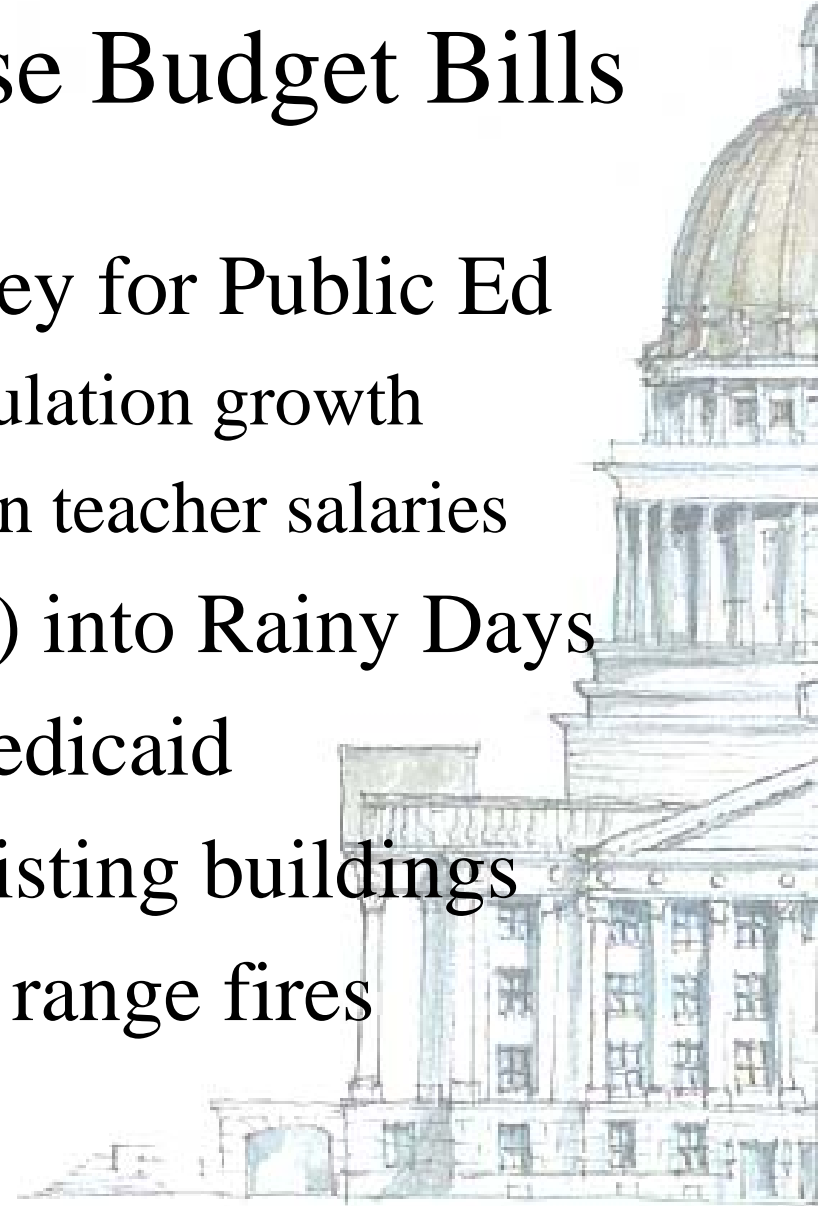 se Budget Bills
ey for Public Ed
ulation growth
n teacher salaries
) into Rainy Days
edicaid
isting buildings
range fires